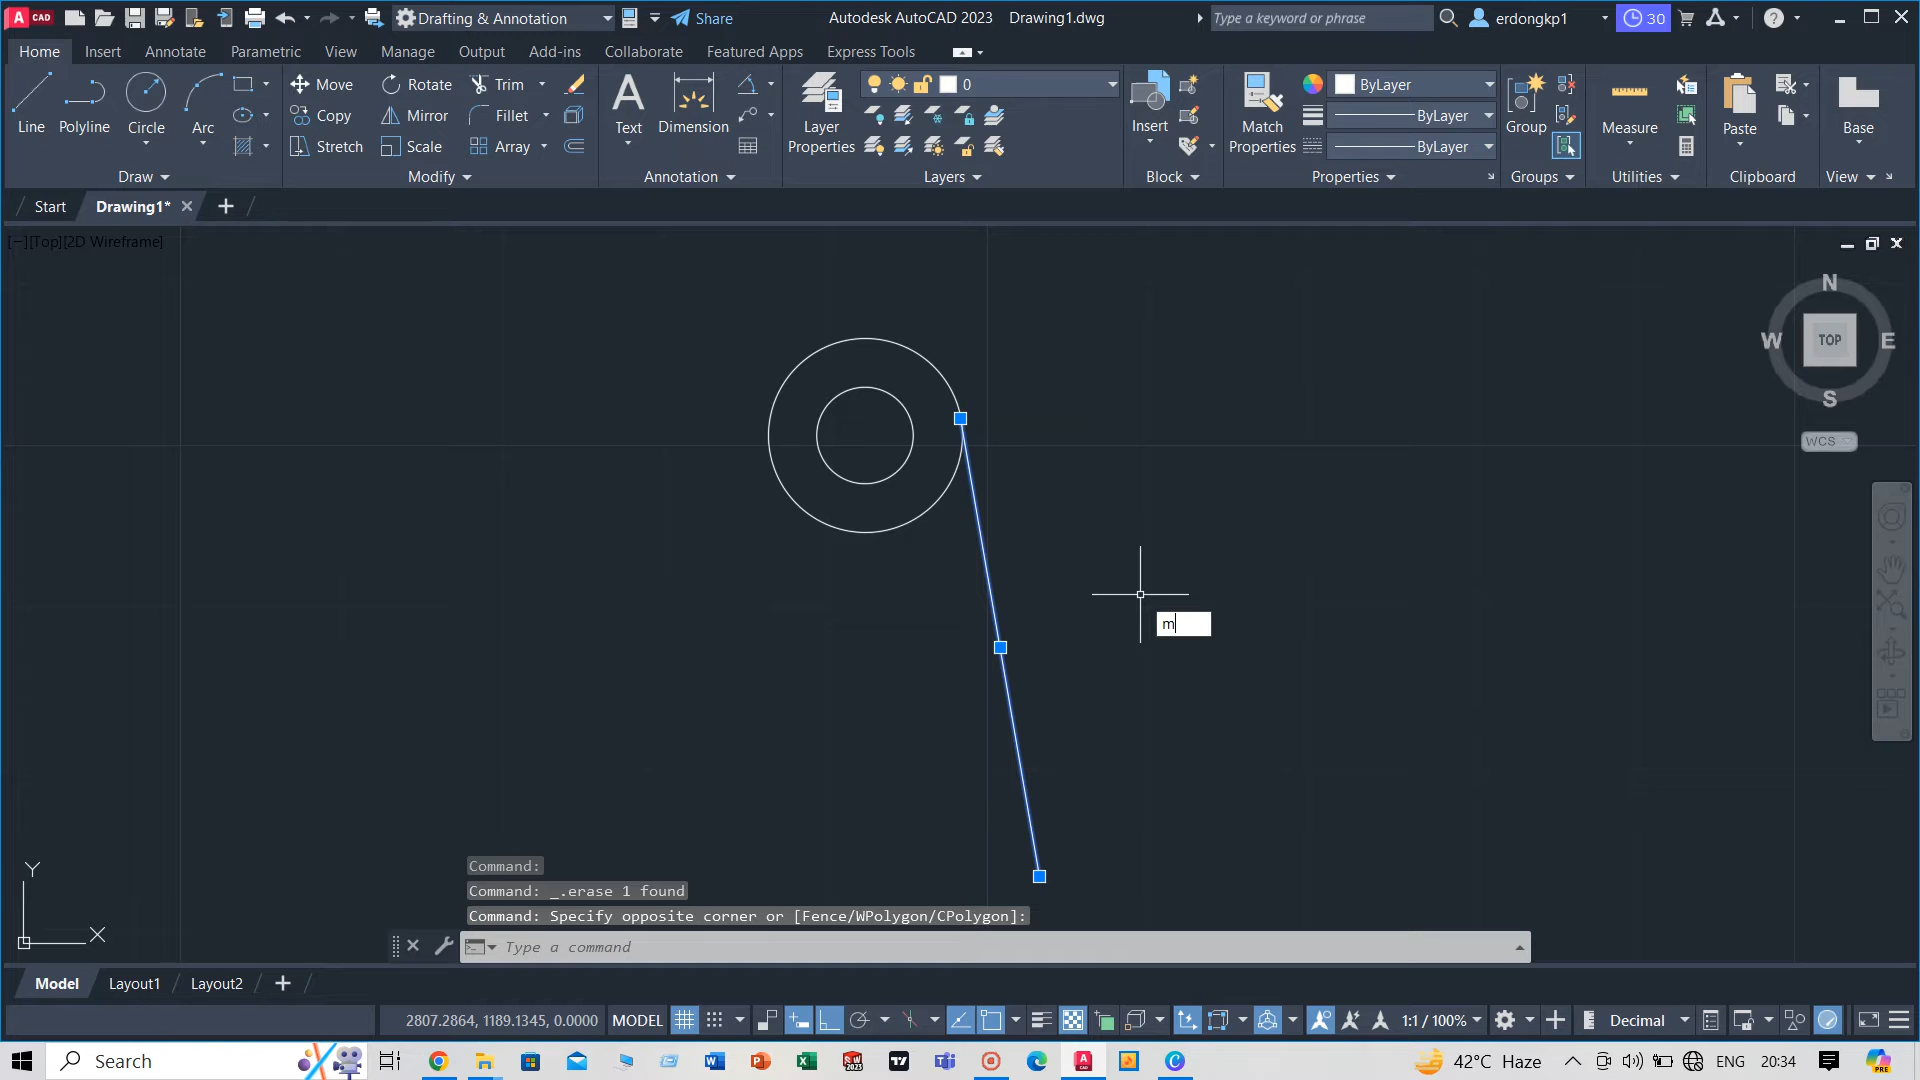 A CAD
Drafting & Annotation
Share
Autodesk AutoCAD 2023 Drawing1.dwg
Type a keyword or phrase
erdongkp1
30
Home Insert Annotate Parametric View Manage Output Add-ins Collaborate Featured Apps Express Tools
Line Polyline Circle Arc
Move Rotate Trim
Copy Mirror Fillet
Stretch Scale Array
Text Dimension
Layer Properties
0
Insert
Match Properties
ByLayer
ByLayer
ByLayer
Group
Measure
Paste
Base
Draw Modify Annotation Layers Block Properties Groups Utilities Clipboard View
Start Drawing1*
[−][Top][2D Wireframe]
N
W TOP E
S
WCS
m
Command:
Command: _.erase 1 found
Command: Specify opposite corner or [Fence/WPolygon/CPolygon]:
Type a command
Y
X
Model Layout1 Layout2
2807.2864, 1189.1345, 0.0000 MODEL
1:1 / 100%
Decimal
Search
42°C Haze
ENG
20:34
PRE